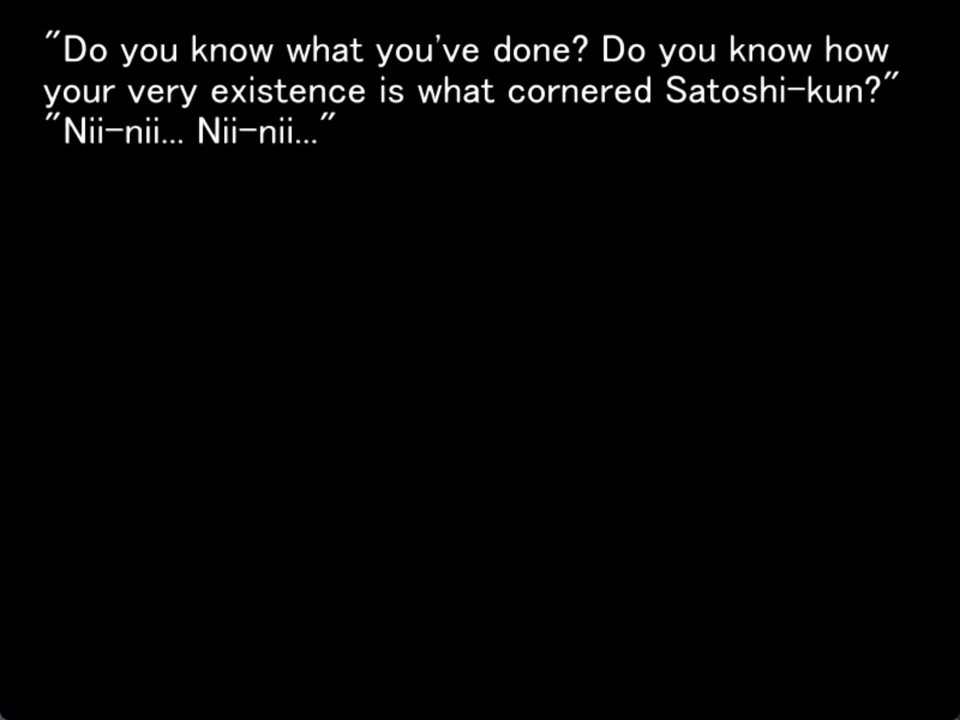 "Do you know what you've done? Do you know how
your very existence is what cornered Satoshi-kun?"
"Nii-nii... Nii-nii..."